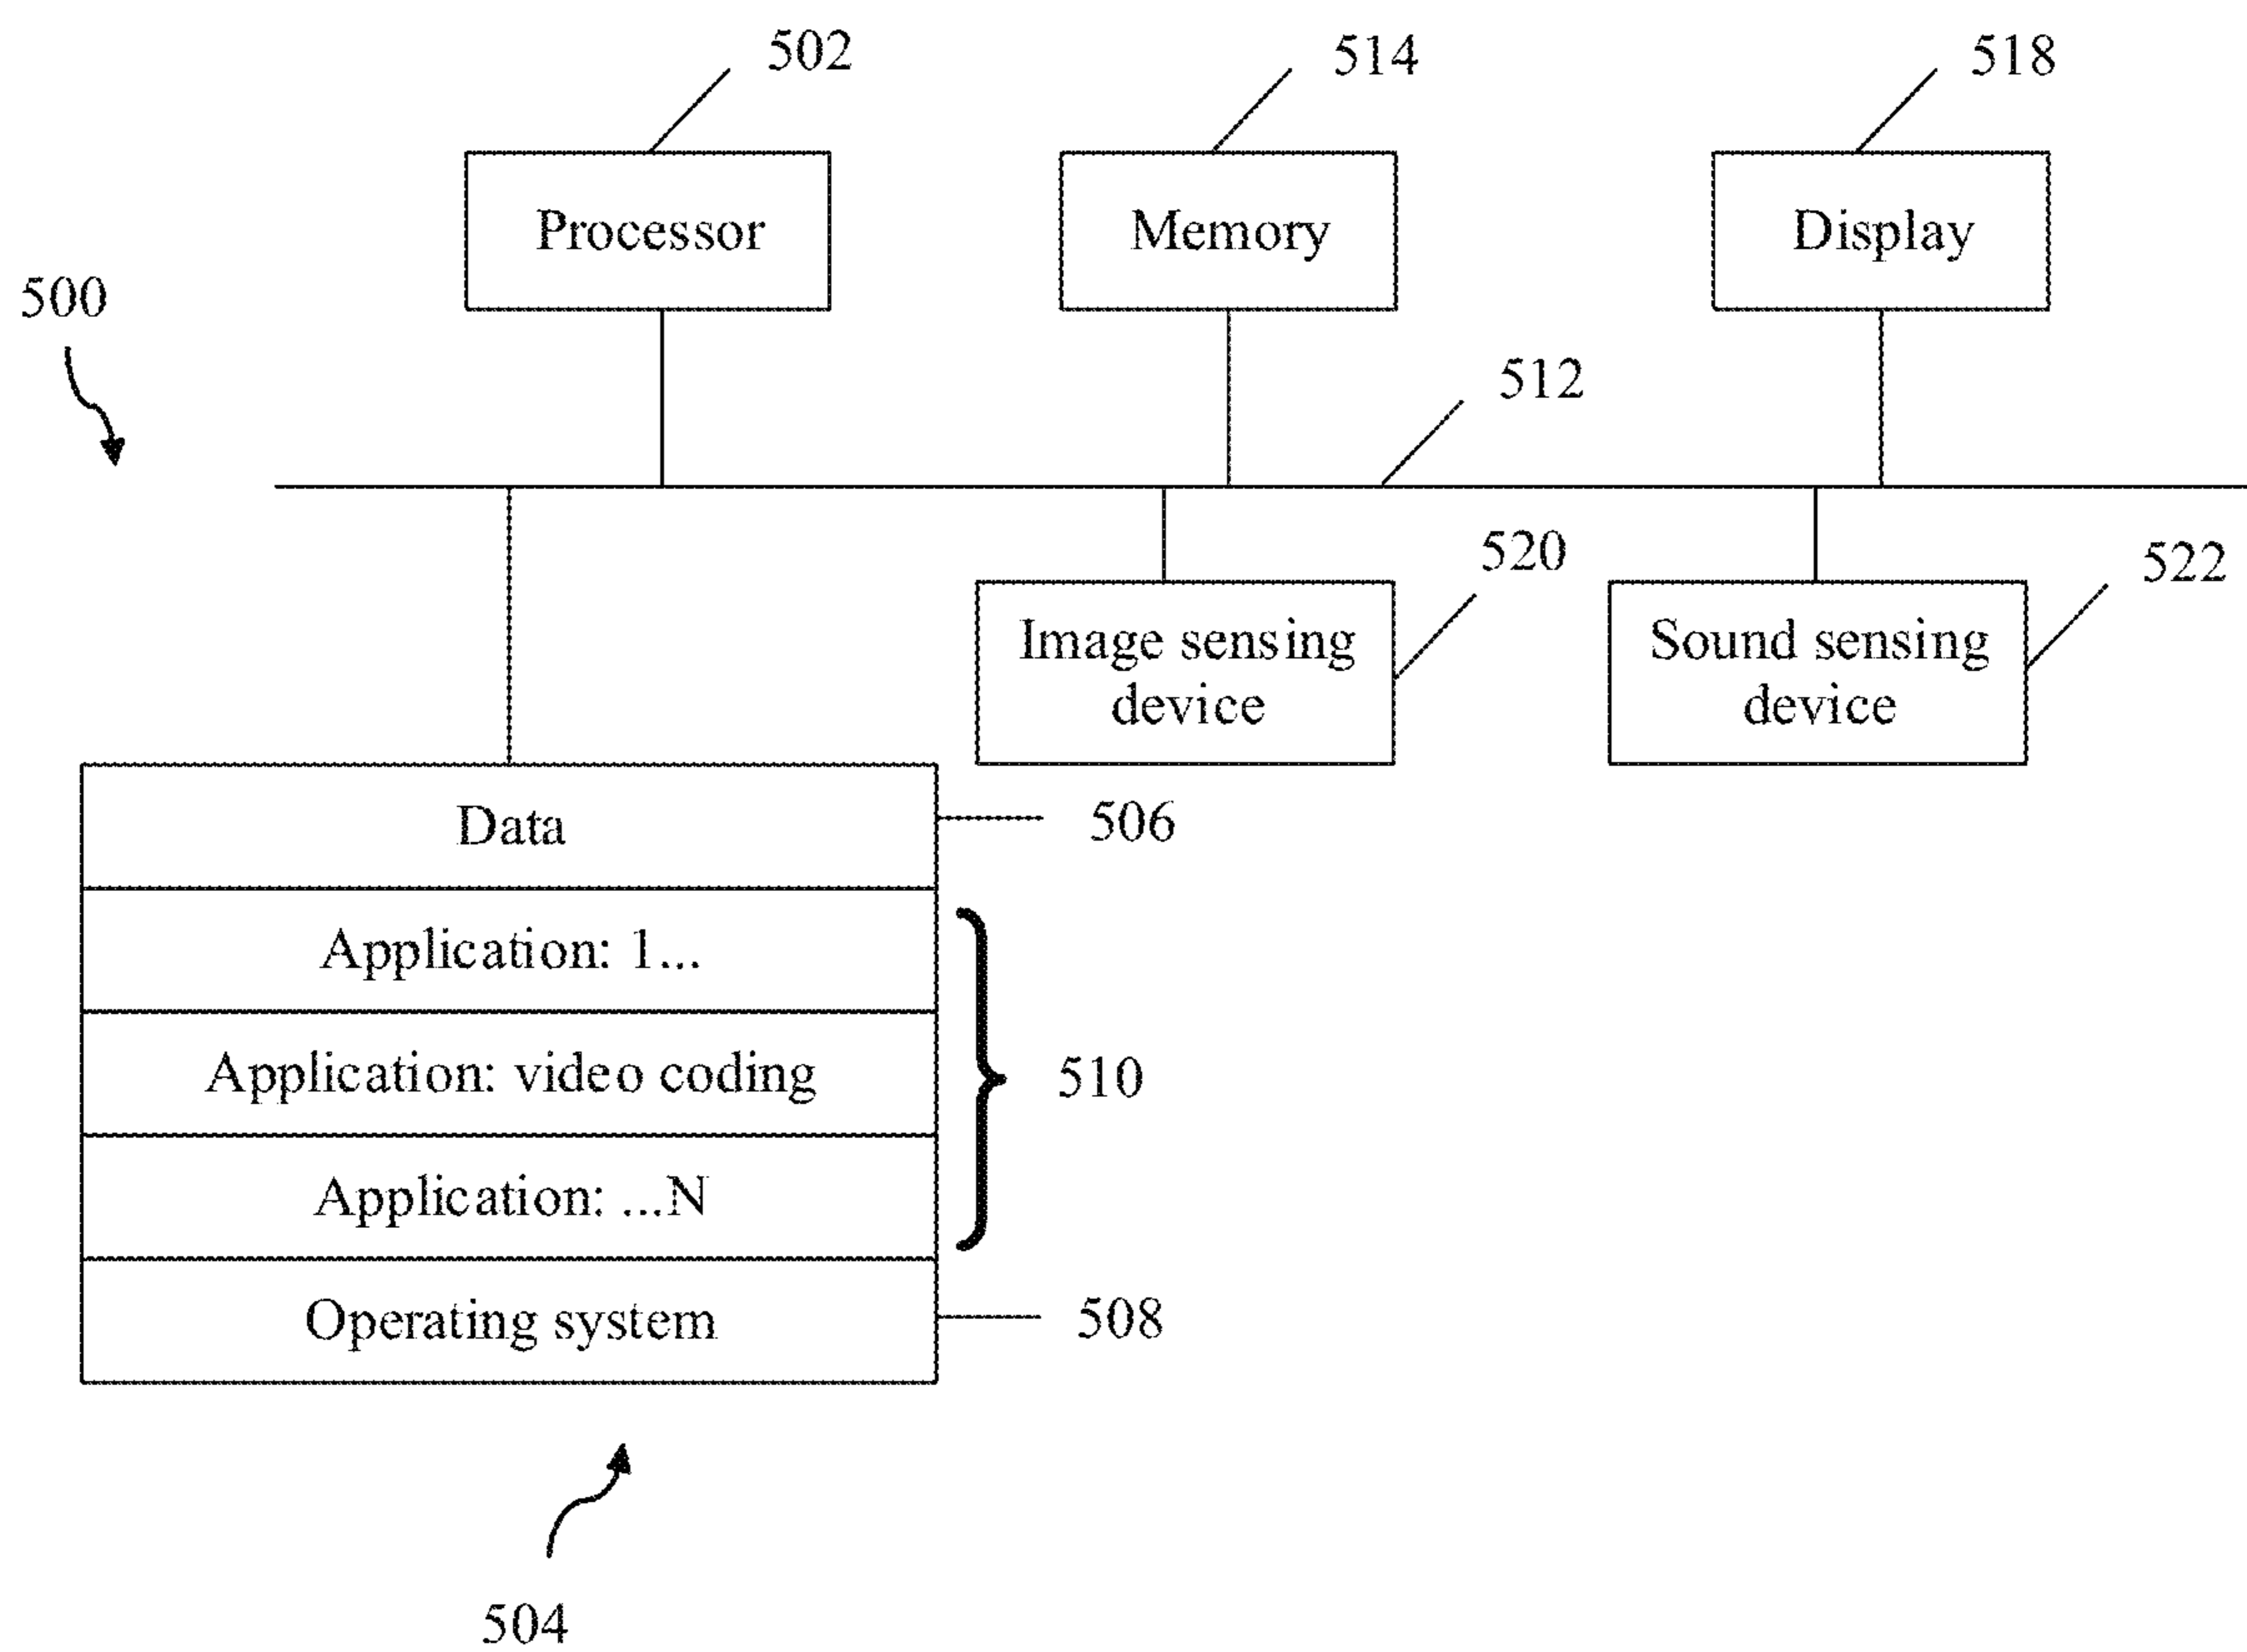 502
514
518
Processor
Memory
Display
500
512
520
522
Image sensing
device
Sound sensing
device
Data
506
Application: 1...
Application: video coding
510
Application: ...N
Operating system
508
504